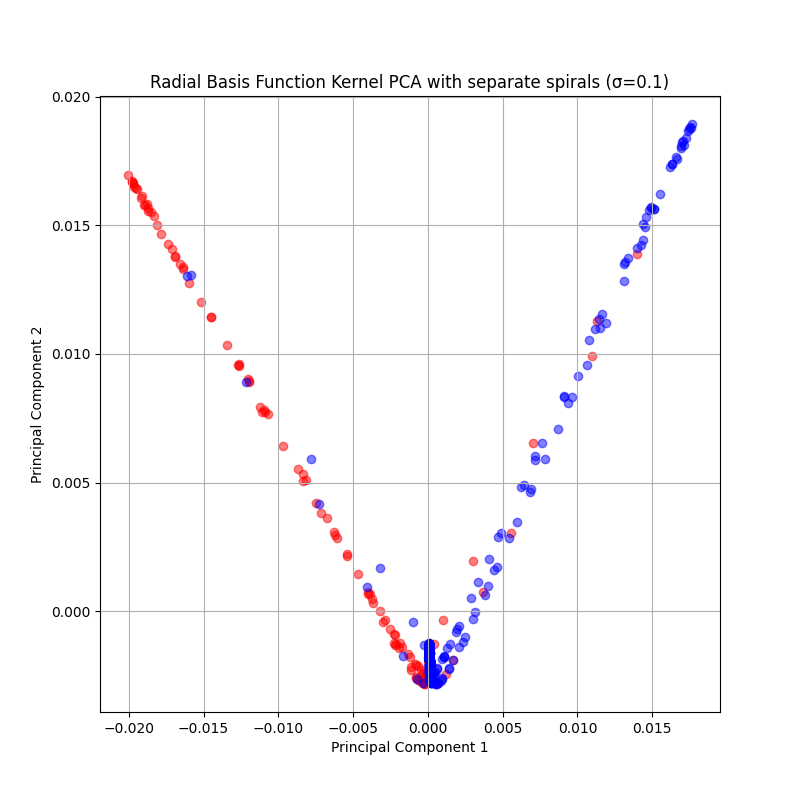 Radial Basis Function Kernel PCA with separate spirals (σ=0.1)
0.020
0.015
0.010
0.005
0.000
Principal Component 2
−0.020 −0.015 −0.010 −0.005 0.000 0.005 0.010 0.015
Principal Component 1